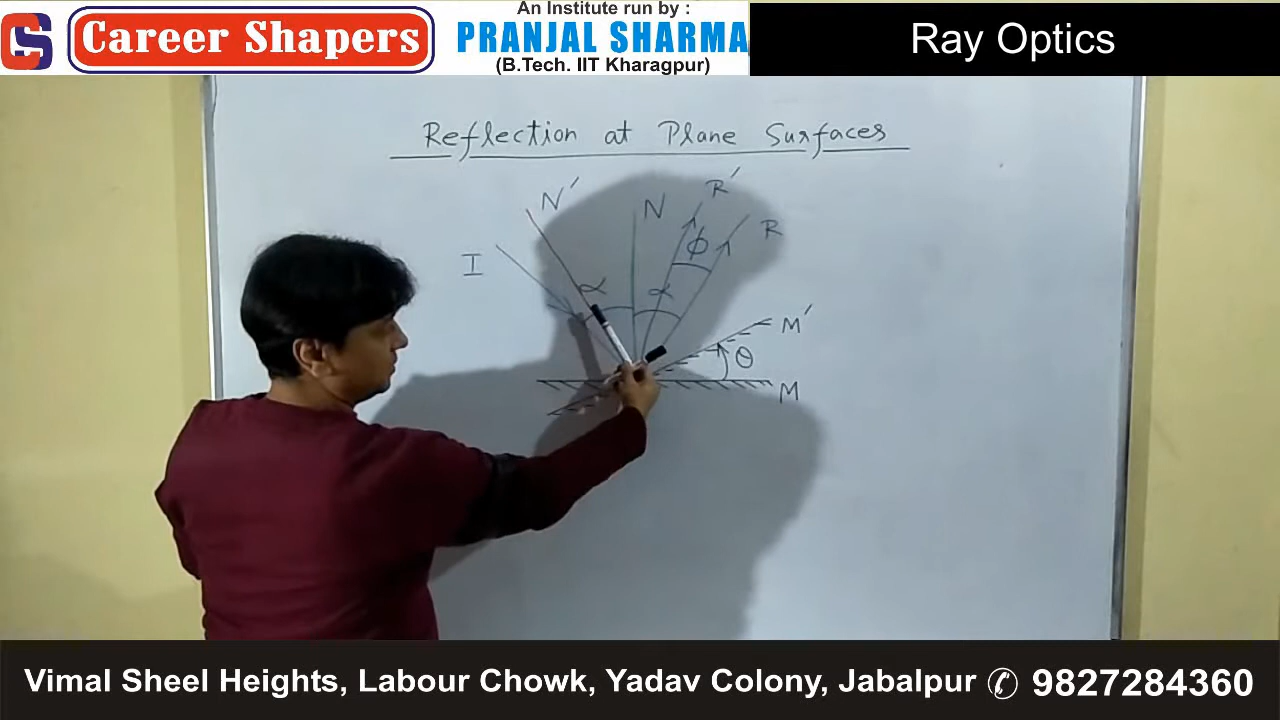 CS Career Shapers
An Institute run by :
PRANJAL SHARMA
(B.Tech. IIT Kharagpur)
Ray Optics
Reflection at Plane Surfaces
N' N R'
I α α ϕ R
M'
θ
M
Vimal Sheel Heights, Labour Chowk, Yadav Colony, Jabalpur ✆ 9827284360